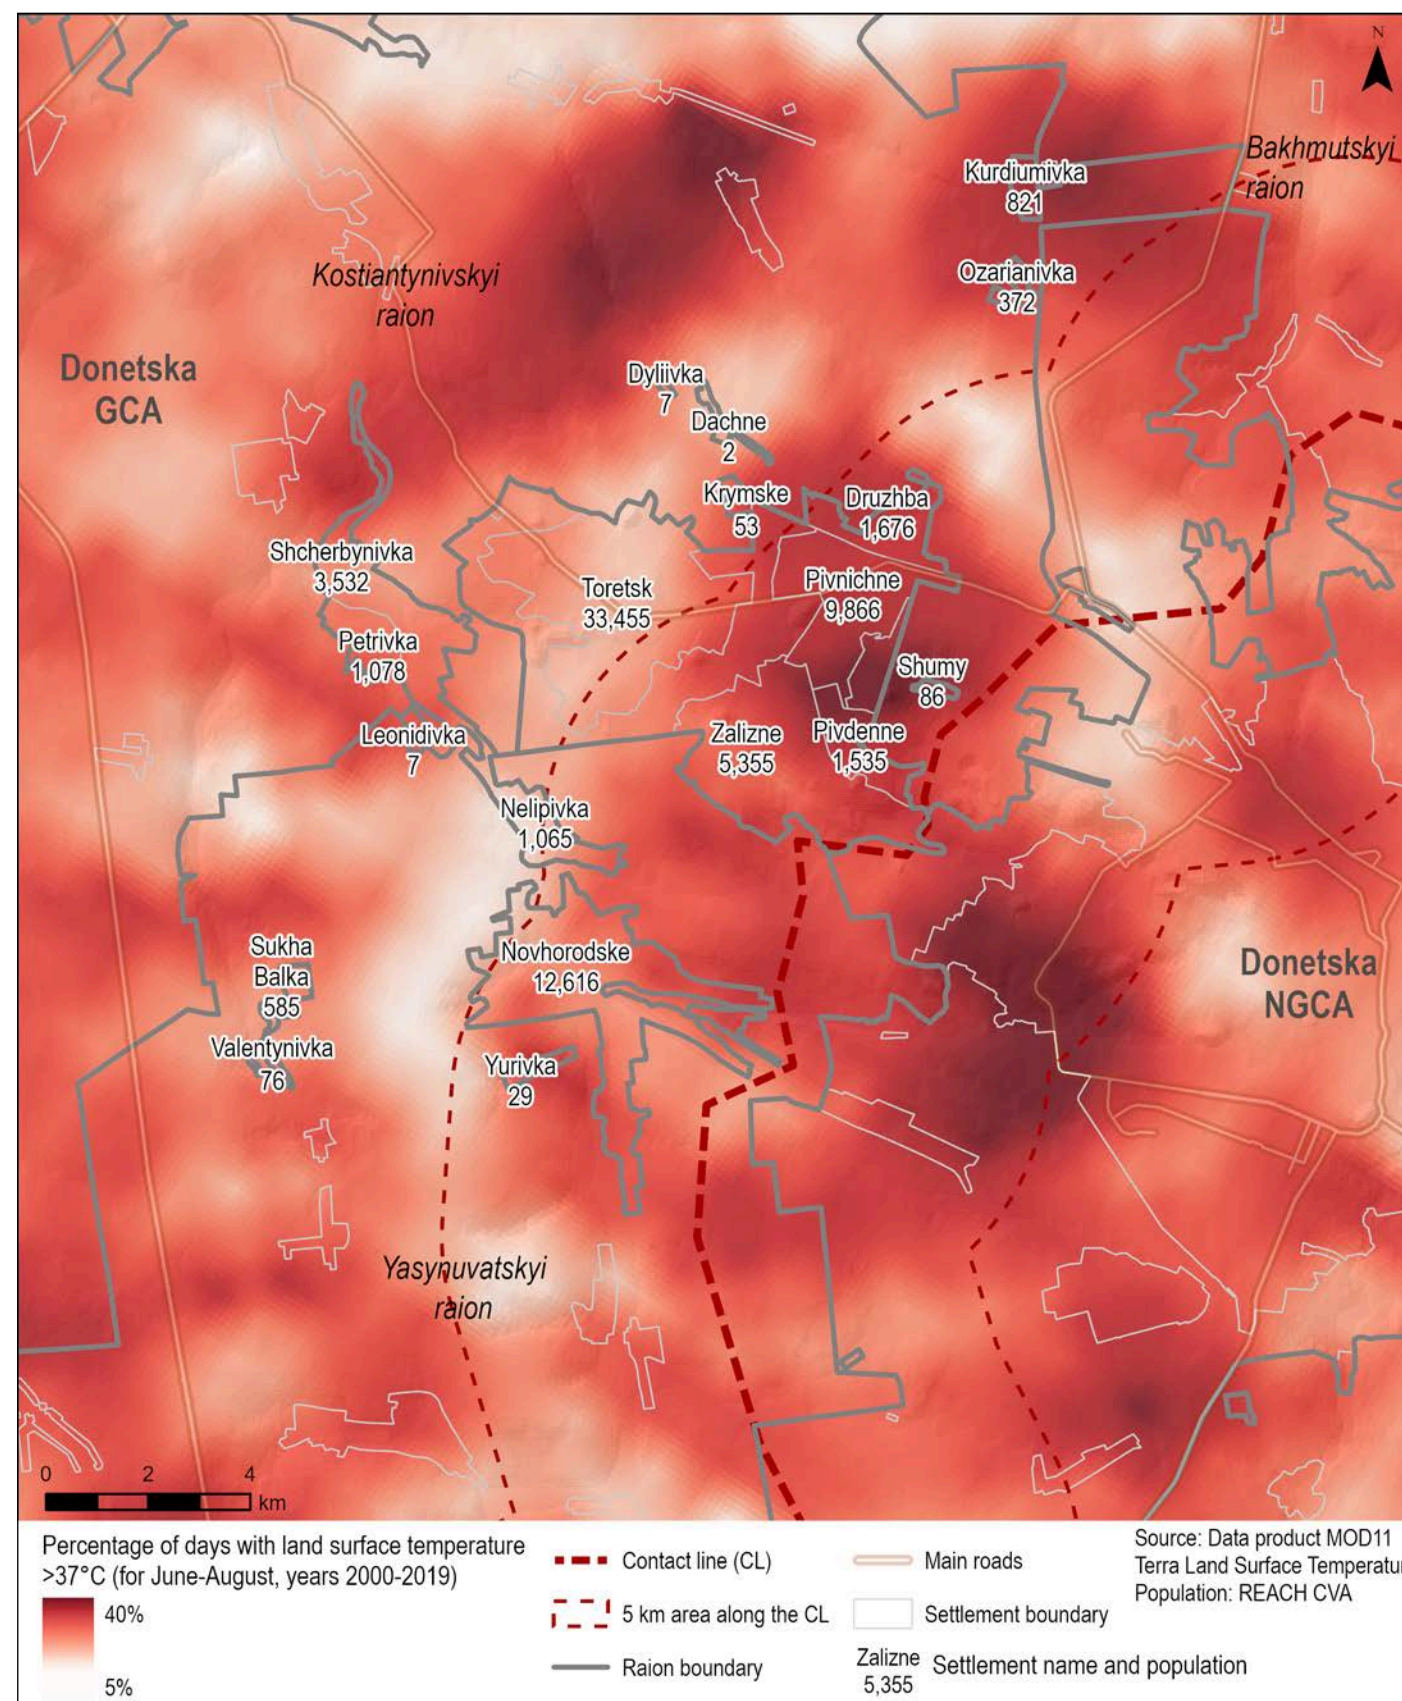 N
Bakhmutskyi
raion
Kurdiumivka
821
Kostiantynivskyi
raion
Ozarianivka
372
Donetska
GCA
Dyliivka
7
Dachne
2
Krymske
53
Druzhba
1,676
Shcherbynivka
3,532
Toretsk
33,455
Pivnichne
9,866
Petrivka
1,078
Shumy
86
Leonidivka
7
Zalizne
5,355
Pivdenne
1,535
Nelipivka
1,065
Sukha
Balka
585
Novhorodske
12,616
Donetska
NGCA
Valentynivka
76
Yurivka
29
Yasynuvatskyi
raion
0 2 4
km
Percentage of days with land surface temperature
>37°C (for June-August, years 2000-2019)
40%
5%
Contact line (CL)
5 km area along the CL
Raion boundary
Main roads
Settlement boundary
Zalizne
5,355
Settlement name and population
Source: Data product MOD11
Terra Land Surface Temperatur
Population: REACH CVA